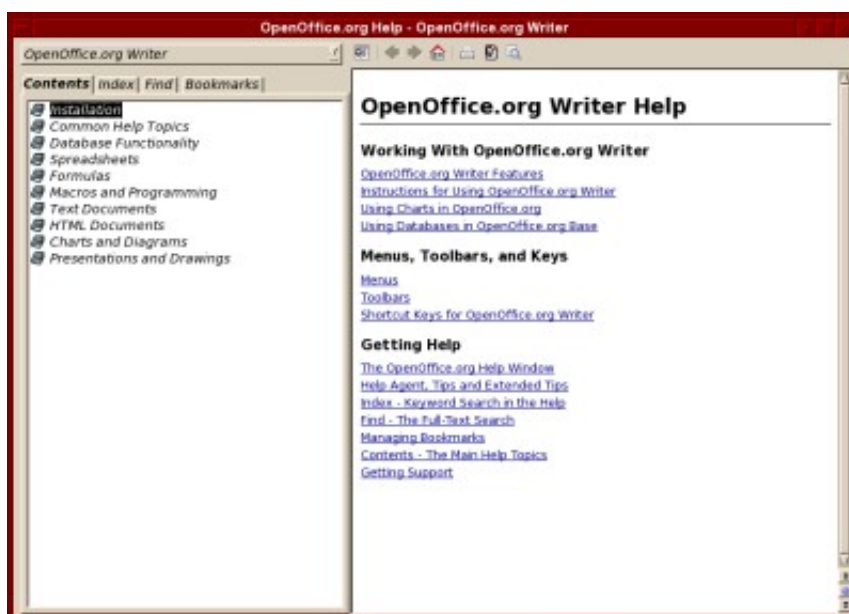 OpenOffice.org Help - OpenOffice.org Writer
OpenOffice.org Writer
Contents Index Find Bookmarks
Installation
Common Help Topics
Database Functionality
Spreadsheets
Formulas
Macros and Programming
Text Documents
HTML Documents
Charts and Diagrams
Presentations and Drawings
OpenOffice.org Writer Help
Working With OpenOffice.org Writer
OpenOffice.org Writer Features
Instructions for Using OpenOffice.org Writer
Using Charts in OpenOffice.org
Using Databases in OpenOffice.org Base
Menus, Toolbars, and Keys
Menus
Toolbars
Shortcut Keys for OpenOffice.org Writer
Getting Help
The OpenOffice.org Help Window
Help Agent, Tips and Extended Tips
Index - Keyword Search in the Help
Find - The Full-Text Search
Managing Bookmarks
Contents - The Main Help Topics
Getting Support